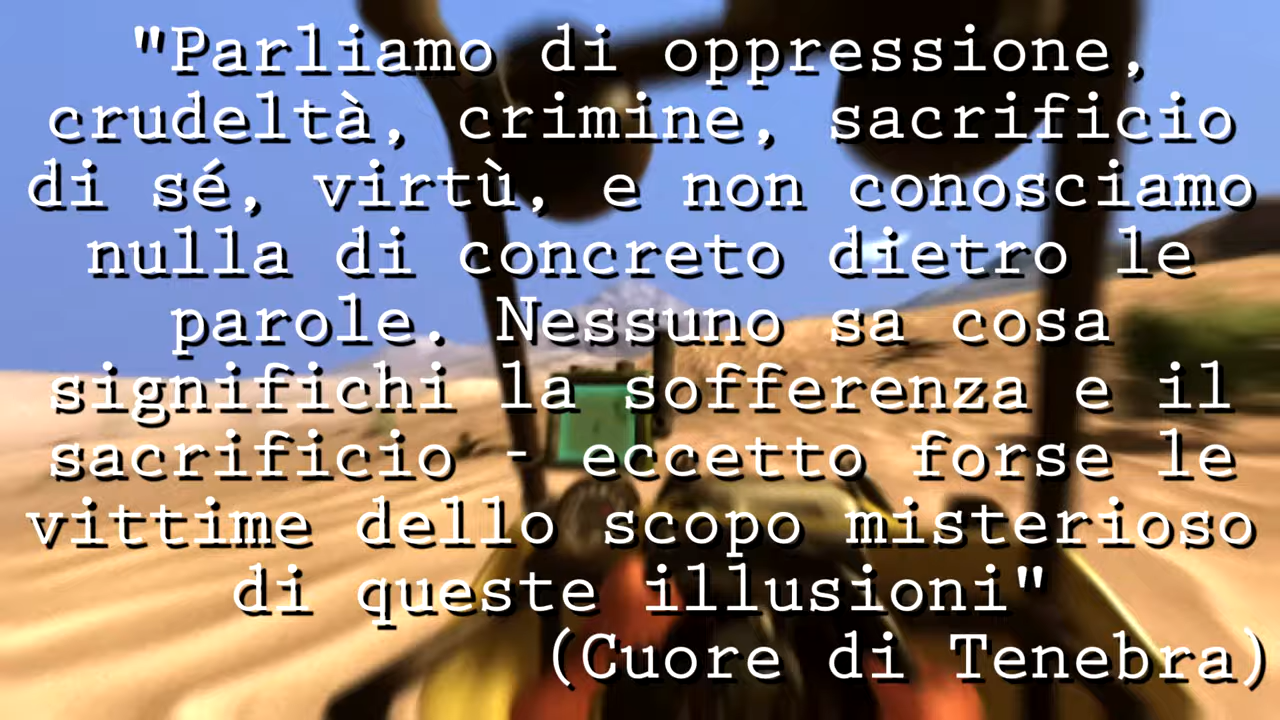 "Parliamo di oppressione,
crudeltà, crimine, sacrificio
di sé, virtù, e non conosciamo
nulla di concreto dietro le
parole. Nessuno sa cosa
significhi la sofferenza e il
sacrificio - eccetto forse le
vittime dello scopo misterioso
di queste illusioni"
(Cuore di Tenebra)